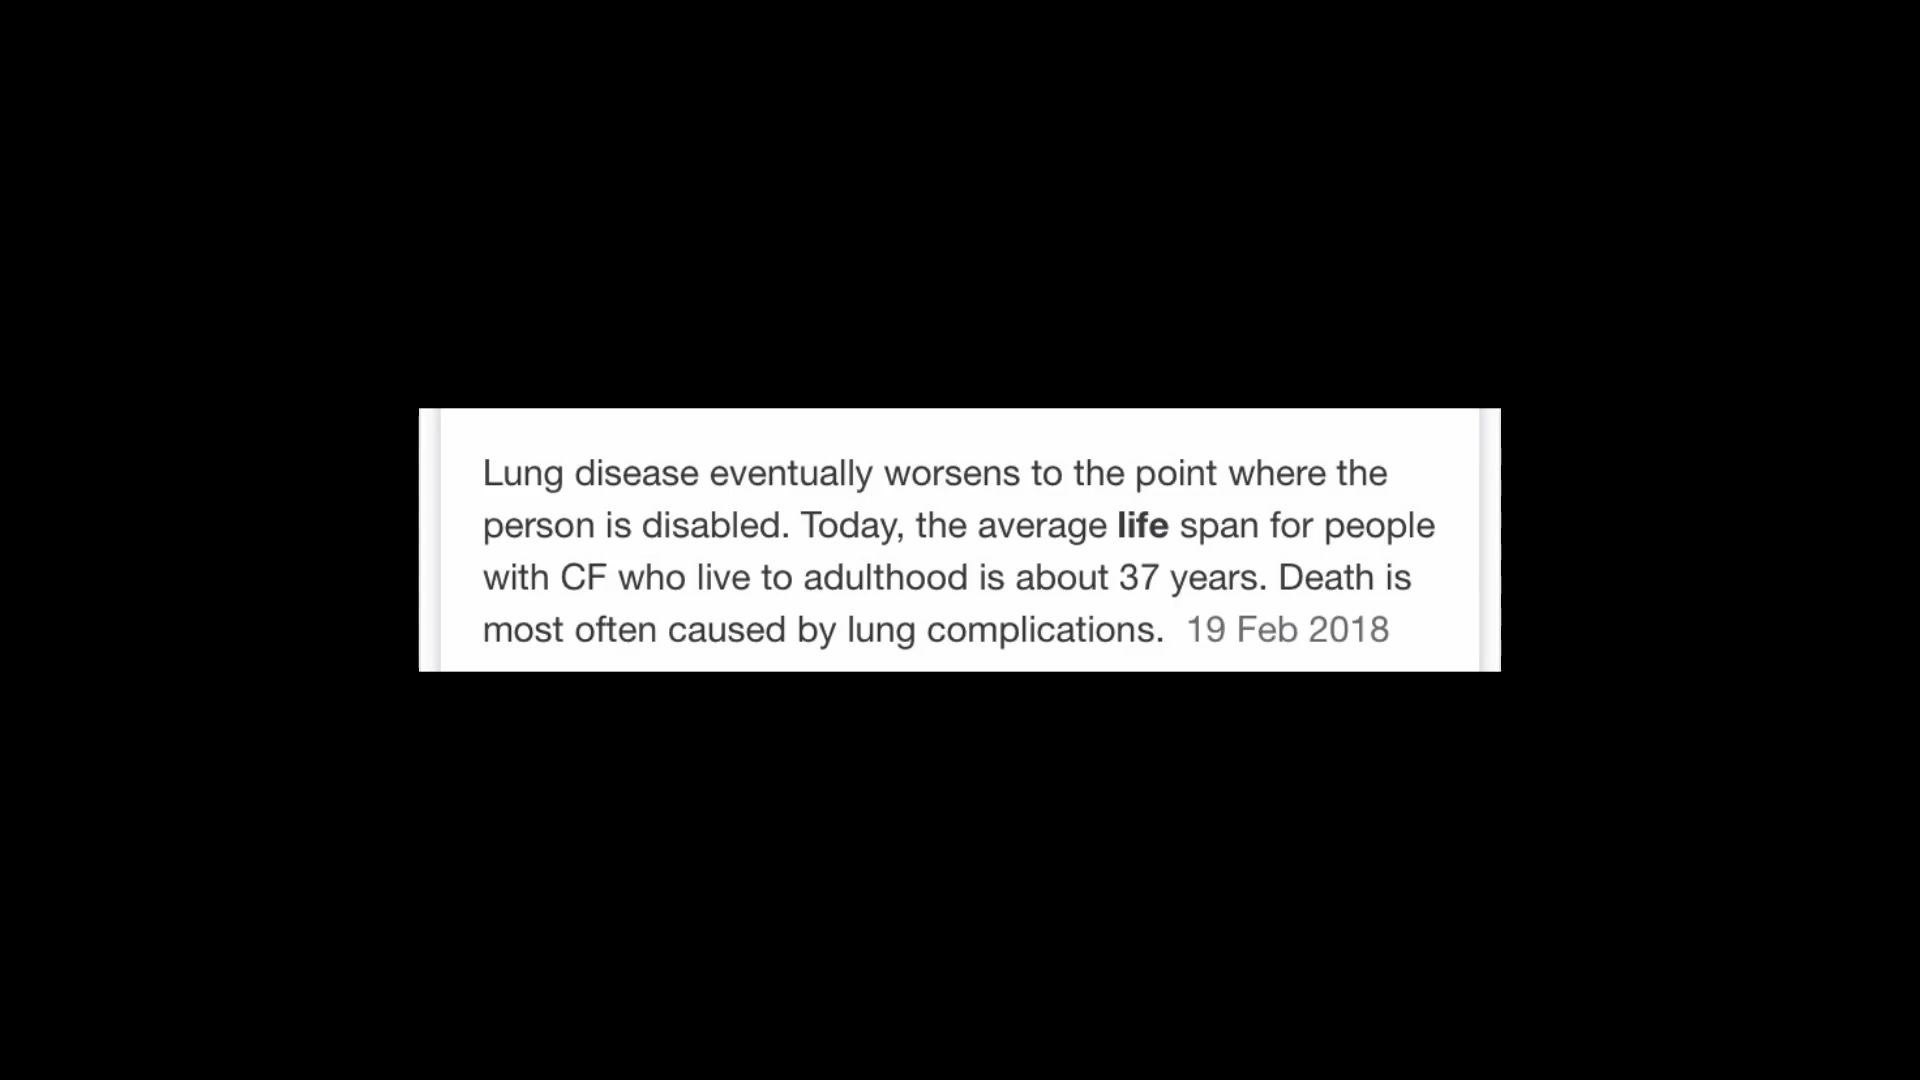 Lung disease eventually worsens to the point where the
person is disabled. Today, the average life span for people
with CF who live to adulthood is about 37 years. Death is
most often caused by lung complications. 19 Feb 2018